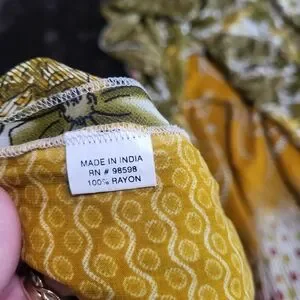 MADE IN INDIA
RN # 98598
100% RAYON